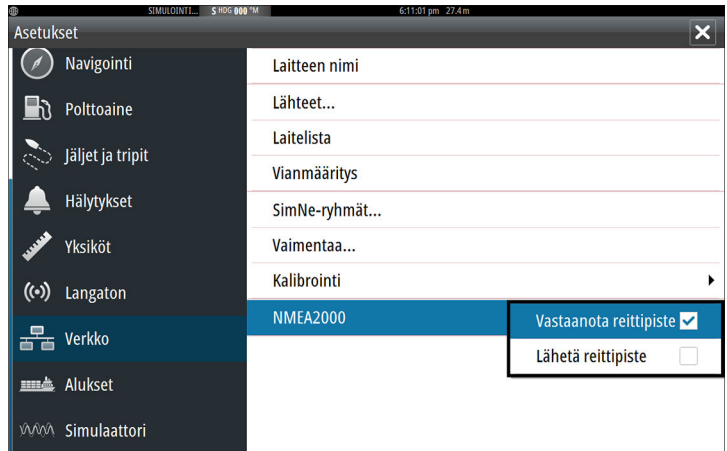 SIMULOINTI... S HDG 000 °M 6:11:01 pm 27.4 m
Asetukset
Navigointi
Polttoaine
Jäljet ja tripit
Hälytykset
Yksiköt
Langaton
Verkko
Alukset
Simulaattori
Laitteen nimi
Lähteet...
Laitelista
Vianmääritys
SimNe-ryhmät...
Vaimentaa...
Kalibrointi
NMEA2000
Vastaanota reittipiste
Lähetä reittipiste